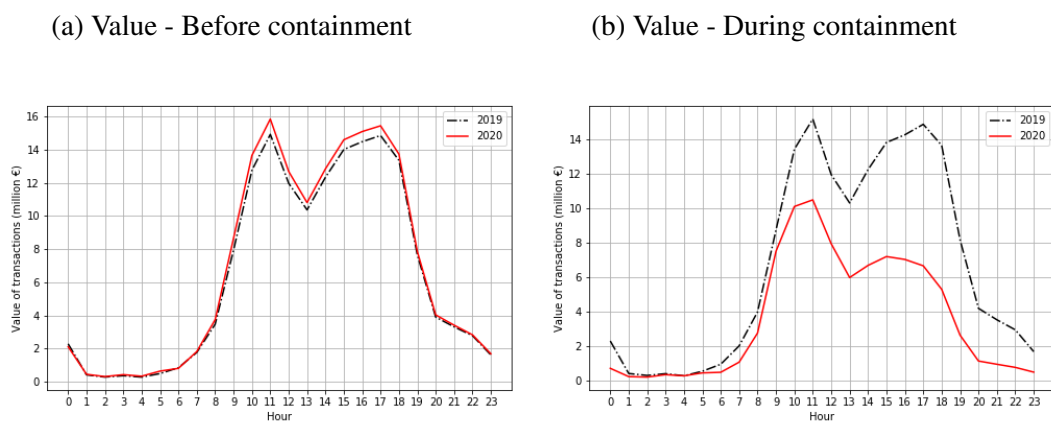 (a) Value - Before containment
(b) Value - During containment
Value of transactions (million €)
16
14
12
10
8
6
4
2
0
2019
2020
0 1 2 3 4 5 6 7 8 9 10 11 12 13 14 15 16 17 18 19 20 21 22 23
Hour
Value of transactions (million €)
14
12
10
8
6
4
2
0
2019
2020
0 1 2 3 4 5 6 7 8 9 10 11 12 13 14 15 16 17 18 19 20 21 22 23
Hour